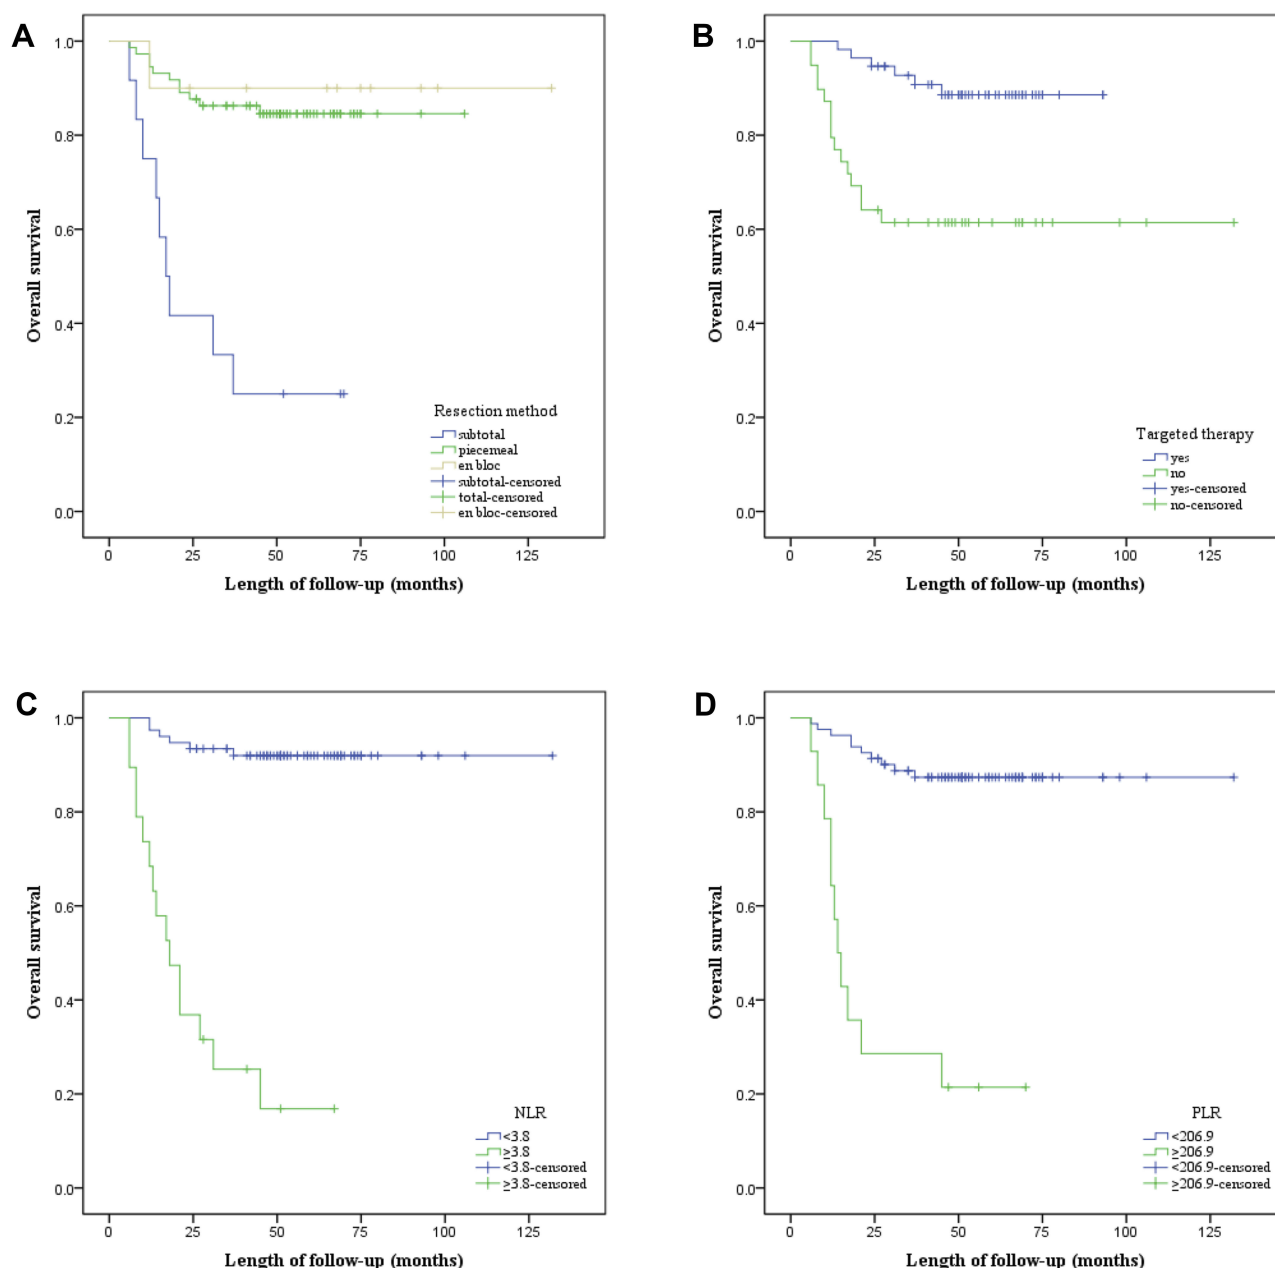 A
1.0
0.8
0.6
0.4
0.2
0.0
Overall survival
Resection method
subtotal
piecemeal
en bloc
subtotal-censored
total-censored
en bloc-censored
0 25 50 75 100 125
Length of follow-up (months)
B
1.0
0.8
0.6
0.4
0.2
0.0
Overall survival
Targeted therapy
yes
no
yes-censored
no-censored
0 25 50 75 100 125
Length of follow-up (months)
C
1.0
0.8
0.6
0.4
0.2
0.0
Overall survival
NLR
<3.8
≥3.8
<3.8-censored
≥3.8-censored
0 25 50 75 100 125
Length of follow-up (months)
D
1.0
0.8
0.6
0.4
0.2
0.0
Overall survival
PLR
<206.9
≥206.9
<206.9-censored
≥206.9-censored
0 25 50 75 100 125
Length of follow-up (months)